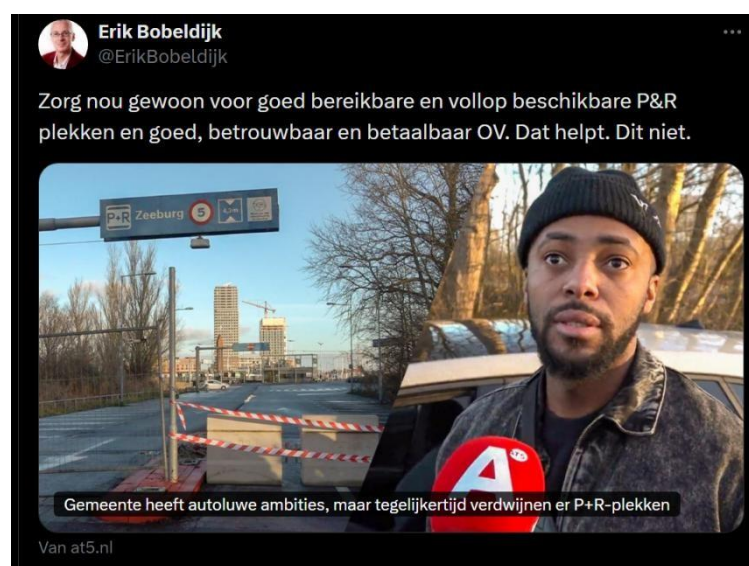 Erik Bobeldijk
@ErikBobeldijk
Zorg nou gewoon voor goed bereikbare en vollop beschikbare P&R
plekken en goed, betrouwbaar en betaalbaar OV. Dat helpt. Dit niet.
P+R Zeeburg 5
A AT5
Gemeente heeft autoluwe ambities, maar tegelijkertijd verdwijnen er P+R-plekken
Van at5.nl